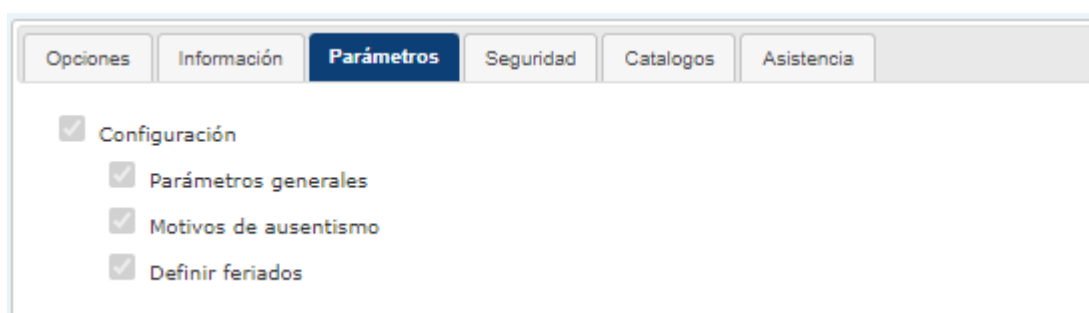 Opciones Información Parámetros Seguridad Catalogos Asistencia
Configuración
Parámetros generales
Motivos de ausentismo
Definir feriados